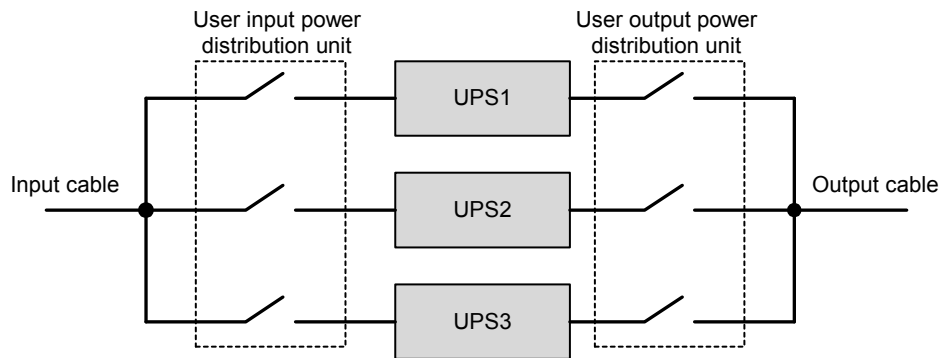 User input power
distribution unit
User output power
distribution unit
UPS1
Input cable
UPS2
Output cable
UPS3